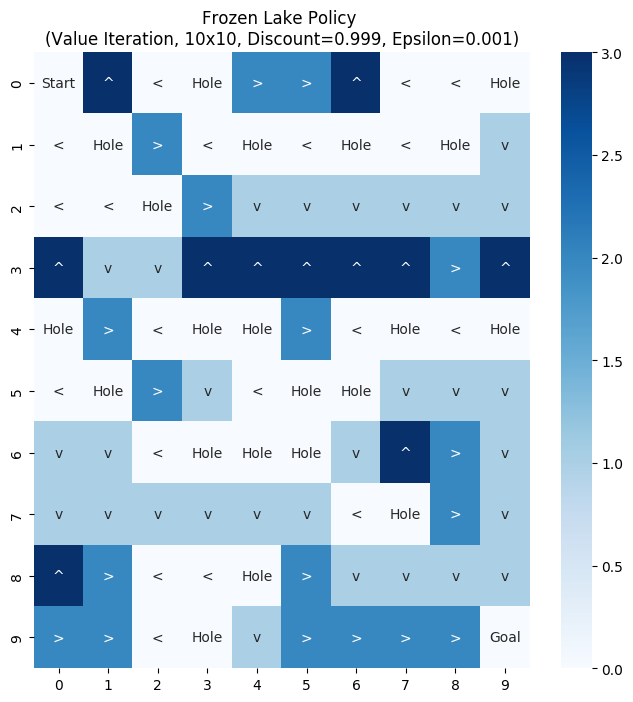 Frozen Lake Policy
(Value Iteration, 10x10, Discount=0.999, Epsilon=0.001)
0 Start ^ < Hole > > ^ < < Hole
1 < Hole > < Hole < Hole < Hole v
2 < < Hole > v v v v v v
3 ^ v v ^ ^ ^ ^ ^ > ^
4 Hole > < Hole Hole > < Hole < Hole
5 < Hole > v < Hole Hole v v v
6 v v < Hole Hole Hole v ^ > v
7 v v v v v v < Hole > v
8 ^ > < < Hole > v v v v
9 > > < Hole v > > > > Goal
0 1 2 3 4 5 6 7 8 9
3.0
2.5
2.0
1.5
1.0
0.5
0.0